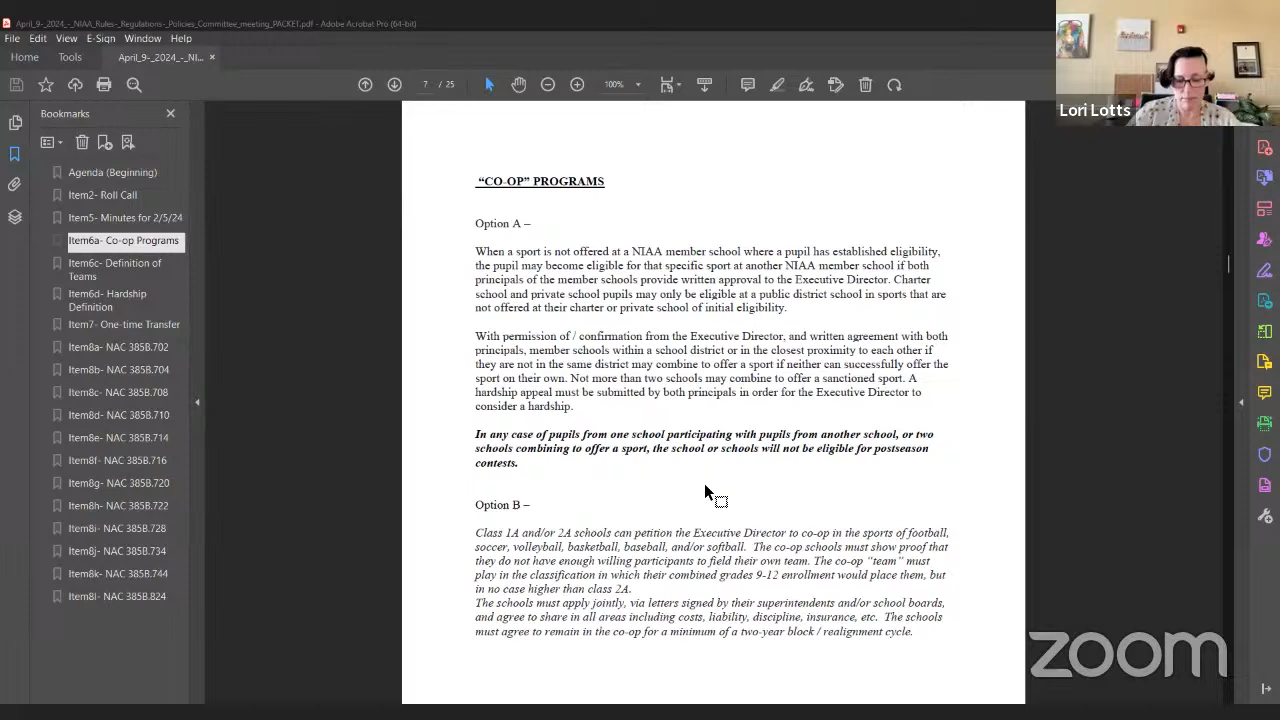 April_9-_2024_-_NIAA_Rules-_Regulations-_Policies_Committee_meeting_PACKET.pdf - Adobe Acrobat Pro (64-bit)
File Edit View E-Sign Window Help
Home Tools April_9-_2024_-_NI... ×
7 / 25 100%
Lori Lotts
Bookmarks
Agenda (Beginning)
Item2- Roll Call
Item5- Minutes for 2/5/24
Item6a- Co-op Programs
Item6c- Definition of
Teams
Item6d- Hardship
Definition
Item7- One-time Transfer
Item8a- NAC 385B.702
Item8b- NAC 385B.704
Item8c- NAC 385B.708
Item8d- NAC 385B.710
Item8e- NAC 385B.714
Item8f- NAC 385B.716
Item8g- NAC 385B.720
Item8h- NAC 385B.722
Item8i- NAC 385B.728
Item8j- NAC 385B.734
Item8k- NAC 385B.744
Item8l- NAC 385B.824
“CO-OP” PROGRAMS
Option A –
When a sport is not offered at a NIAA member school where a pupil has established eligibility,
the pupil may become eligible for that specific sport at another NIAA member school if both
principals of the member schools provide written approval to the Executive Director. Charter
school and private school pupils may only be eligible at a public district school in sports that are
not offered at their charter or private school of initial eligibility.
With permission of / confirmation from the Executive Director, and written agreement with both
principals, member schools within a school district or in the closest proximity to each other if
they are not in the same district may combine to offer a sport if neither can successfully offer the
sport on their own. Not more than two schools may combine to offer a sanctioned sport. A
hardship appeal must be submitted by both principals in order for the Executive Director to
consider a hardship.
In any case of pupils from one school participating with pupils from another school, or two
schools combining to offer a sport, the school or schools will not be eligible for postseason
contests.
Option B –
Class 1A and/or 2A schools can petition the Executive Director to co-op in the sports of football,
soccer, volleyball, basketball, baseball, and/or softball. The co-op schools must show proof that
they do not have enough willing participants to field their own team. The co-op “team” must
play in the classification in which their combined grades 9-12 enrollment would place them, but
in no case higher than class 2A.
The schools must apply jointly, via letters signed by their superintendents and/or school boards,
and agree to share in all areas including costs, liability, discipline, insurance, etc. The schools
must agree to remain in the co-op for a minimum of a two-year block / realignment cycle.
zoom